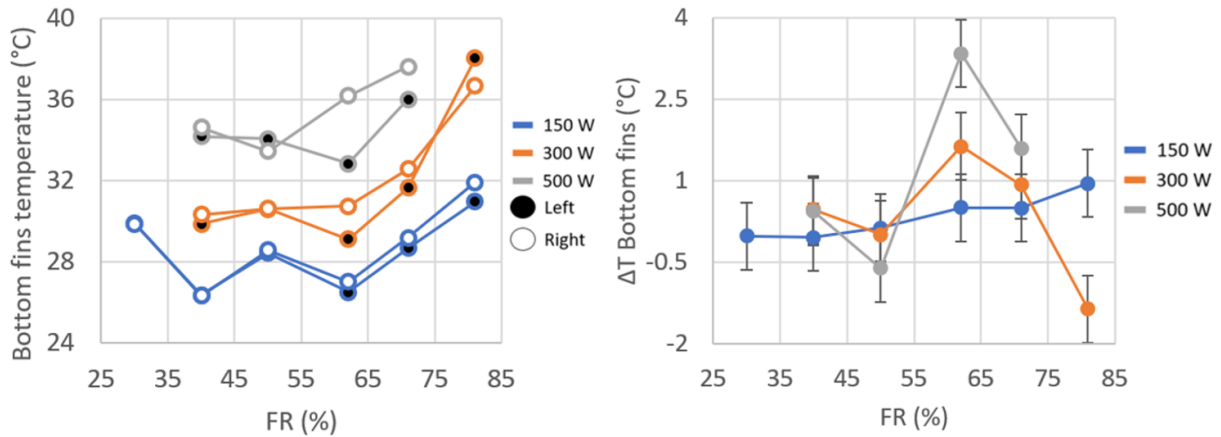 Bottom fins temperature (°C)
40
36
32
28
24
25 35 45 55 65 75 85
FR (%)
150 W
300 W
500 W
Left
Right
ΔT Bottom fins (°C)
4
2.5
1
-0.5
-2
25 35 45 55 65 75 85
FR (%)
150 W
300 W
500 W